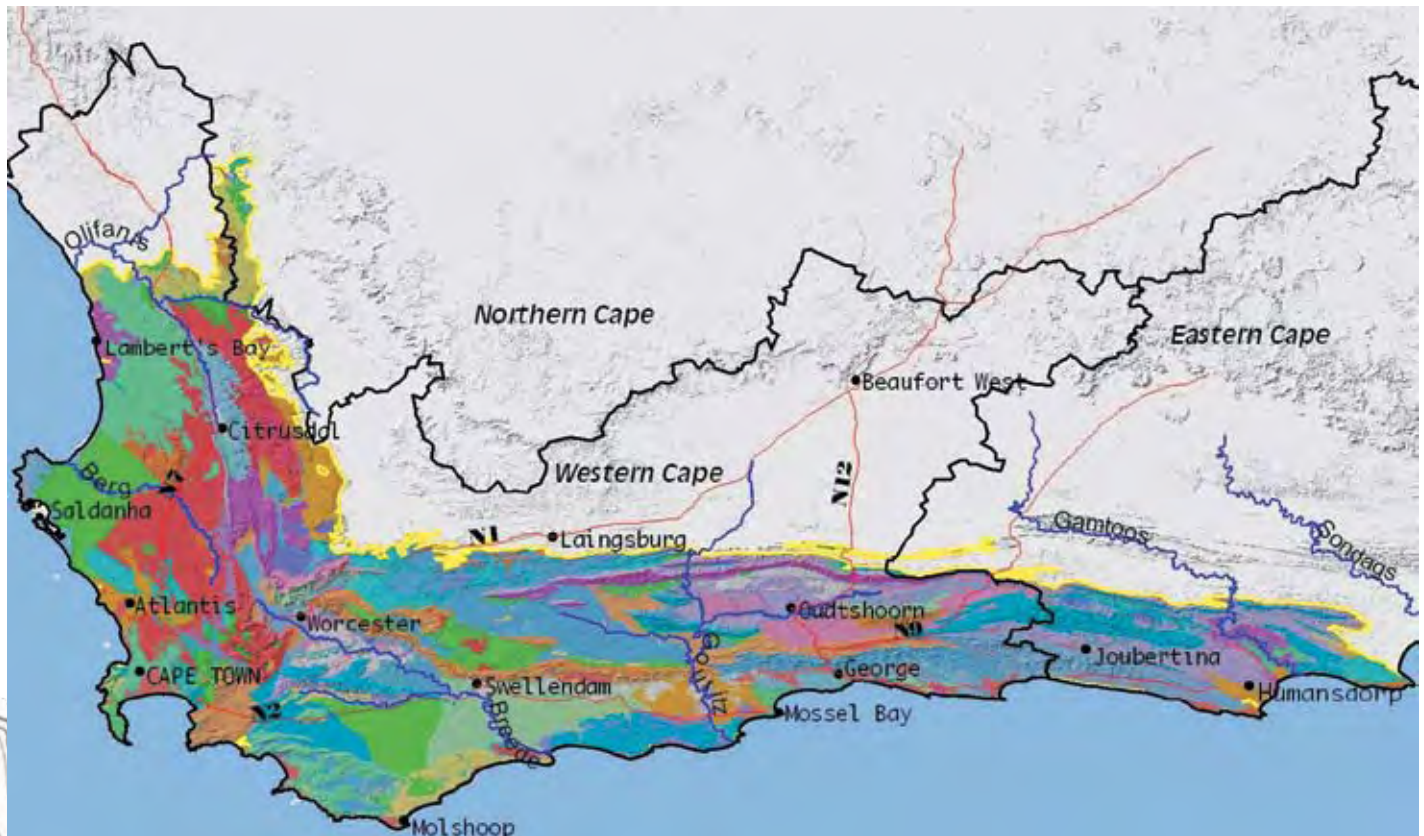 Olifants
Northern Cape
Eastern Cape
Lambert's Bay
Beaufort West
Citrusdal
Western Cape
N12
Berg
N7
Saldanha
N1
Laingsburg
Gamtoos
Sondags
Atlantis
Worcester
Oudtshoorn
N9
Gouritz
CAPE TOWN
George
Joubertina
Swellendam
Humansdorp
N2
Breede
Mossel Bay
Molshoop